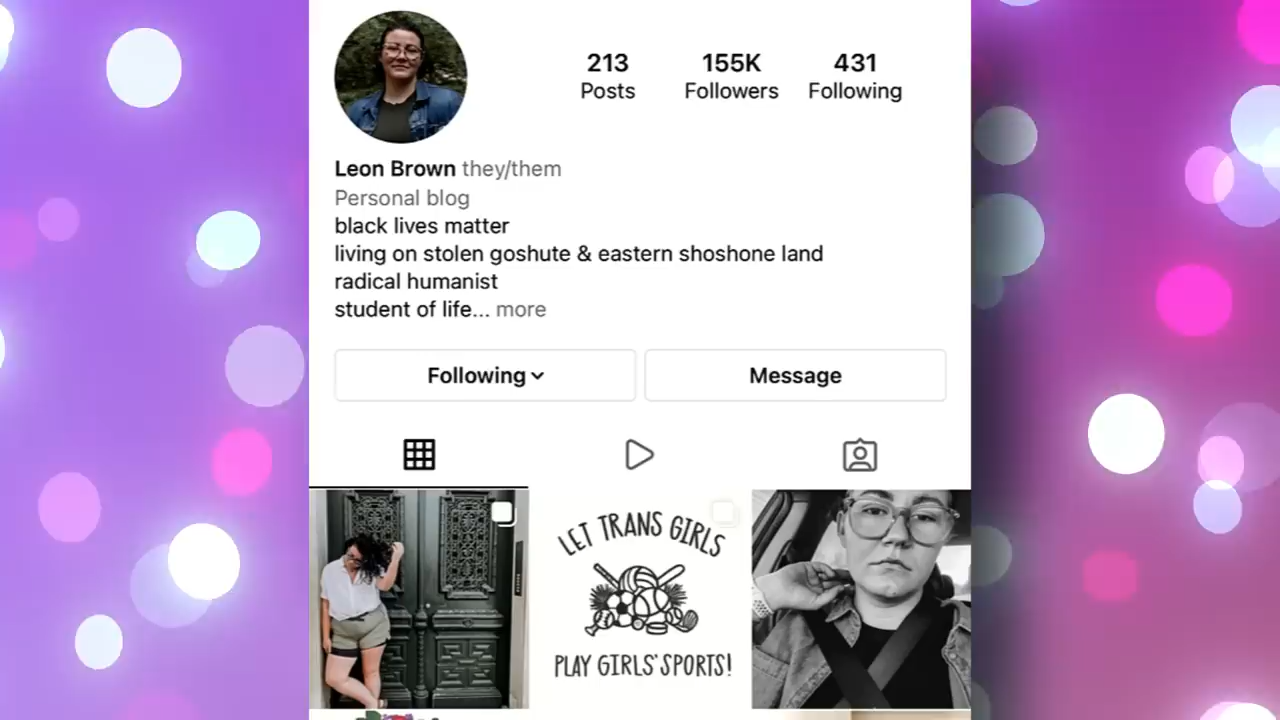 213 155K 431
Posts Followers Following
Leon Brown they/them
Personal blog
black lives matter
living on stolen goshute & eastern shoshone land
radical humanist
student of life... more
Following Message
LET TRANS GIRLS
PLAY GIRLS' SPORTS!